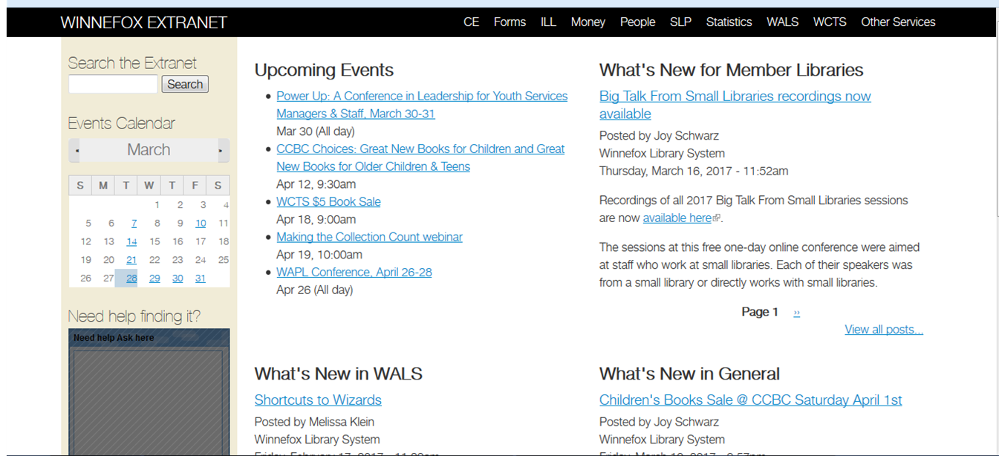 WINNEFOX EXTRANET
CE Forms ILL Money People SLP Statistics WALS WCTS Other Services
Search the Extranet
Search
Events Calendar
◂ March ▸
S M T W T F S
1 2 3 4
5 6 7 8 9 10 11
12 13 14 15 16 17 18
19 20 21 22 23 24 25
26 27 28 29 30 31
Need help finding it?
Need help Ask here
Upcoming Events
• Power Up: A Conference in Leadership for Youth Services
Managers & Staff, March 30-31
Mar 30 (All day)
• CCBC Choices: Great New Books for Children and Great
New Books for Older Children & Teens
Apr 12, 9:30am
• WCTS $5 Book Sale
Apr 18, 9:00am
• Making the Collection Count webinar
Apr 19, 10:00am
• WAPL Conference, April 26-28
Apr 26 (All day)
What's New for Member Libraries
Big Talk From Small Libraries recordings now
available
Posted by Joy Schwarz
Winnefox Library System
Thursday, March 16, 2017 - 11:52am
Recordings of all 2017 Big Talk From Small Libraries sessions
are now available here.
The sessions at this free one-day online conference were aimed
at staff who work at small libraries. Each of their speakers was
from a small library or directly works with small libraries.
Page 1 ››
View all posts...
What's New in WALS
Shortcuts to Wizards
Posted by Melissa Klein
Winnefox Library System
Friday, February 17, 2017 - 11:
What's New in General
Children's Books Sale @ CCBC Saturday April 1st
Posted by Joy Schwarz
Winnefox Library System
Friday, March 10, 2017 -